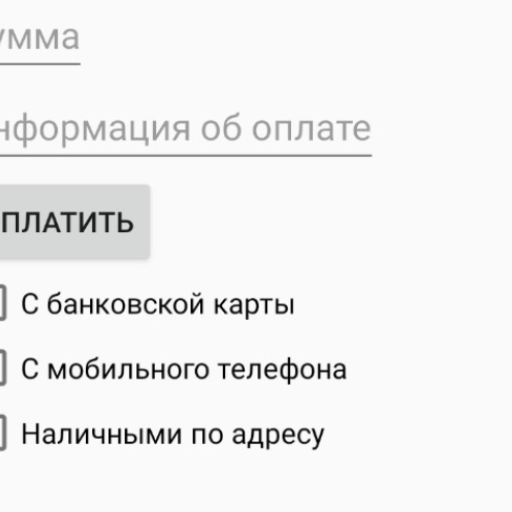 умма
нформация об оплате
ПЛАТИТЬ
С банковской карты
С мобильного телефона
Наличными по адресу